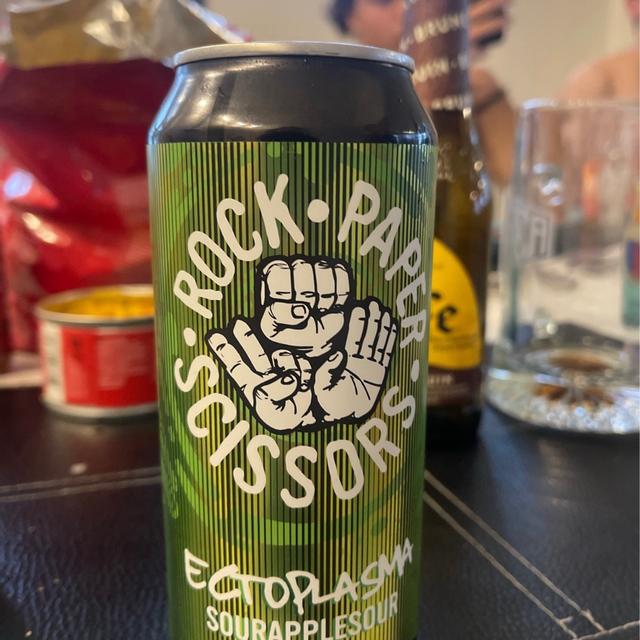 ROCK • PAPER • SCISSORS •
ECTOPLASMA
SOURAPPLESOUR